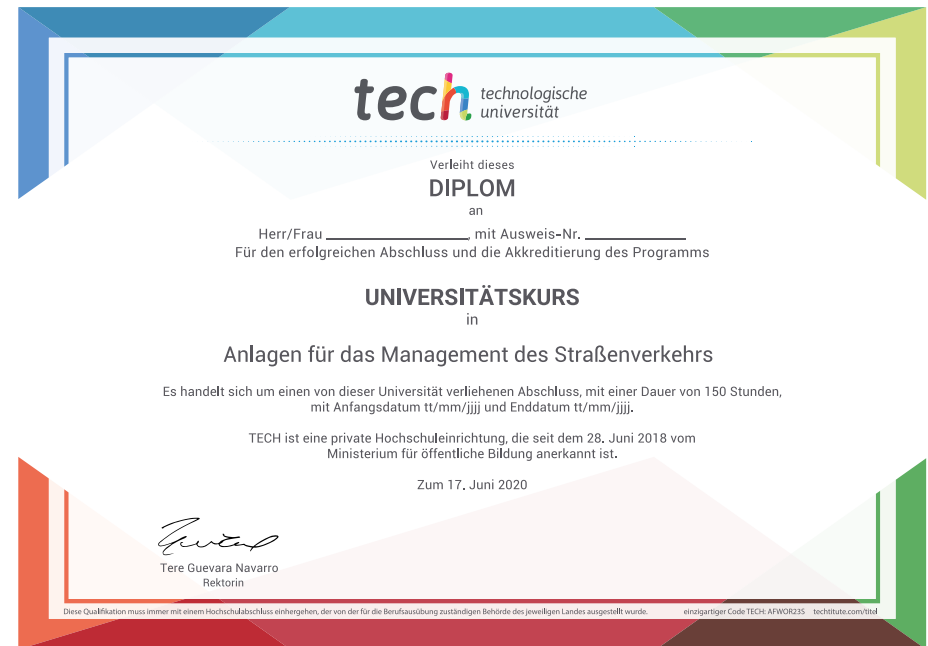 tech technologische
universität
Verleiht dieses
DIPLOM
an
Herr/Frau ____________________, mit Ausweis-Nr. ______________
Für den erfolgreichen Abschluss und die Akkreditierung des Programms
UNIVERSITÄTSKURS
in
Anlagen für das Management des Straßenverkehrs
Es handelt sich um einen von dieser Universität verliehenen Abschluss, mit einer Dauer von 150 Stunden,
mit Anfangsdatum tt/mm/jjjj und Enddatum tt/mm/jjjj.
TECH ist eine private Hochschuleinrichtung, die seit dem 28. Juni 2018 vom
Ministerium für öffentliche Bildung anerkannt ist.
Zum 17. Juni 2020
Tere Guevara Navarro
Rektorin
Diese Qualifikation muss immer mit einem Hochschulabschluss einhergehen, der von der für die Berufsausübung zuständigen Behörde des jeweiligen Landes ausgestellt wurde. einzigartiger Code TECH: AFWOR23S techtitute.com/titel